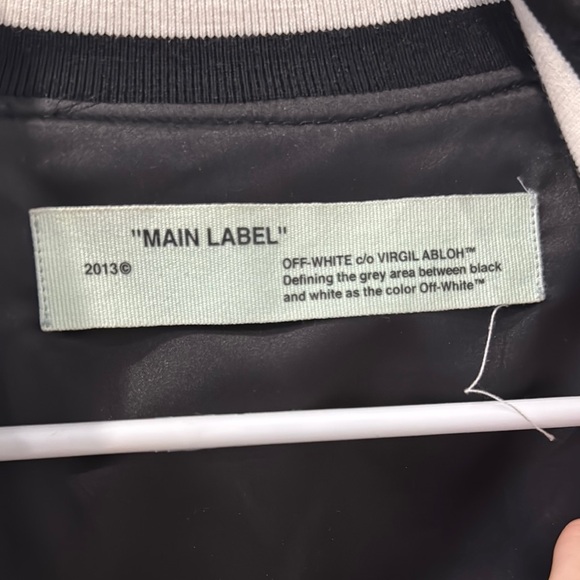 "MAIN LABEL"
2013©
OFF-WHITE c/o VIRGIL ABLOH™
Defining the grey area between black
and white as the color Off-White™